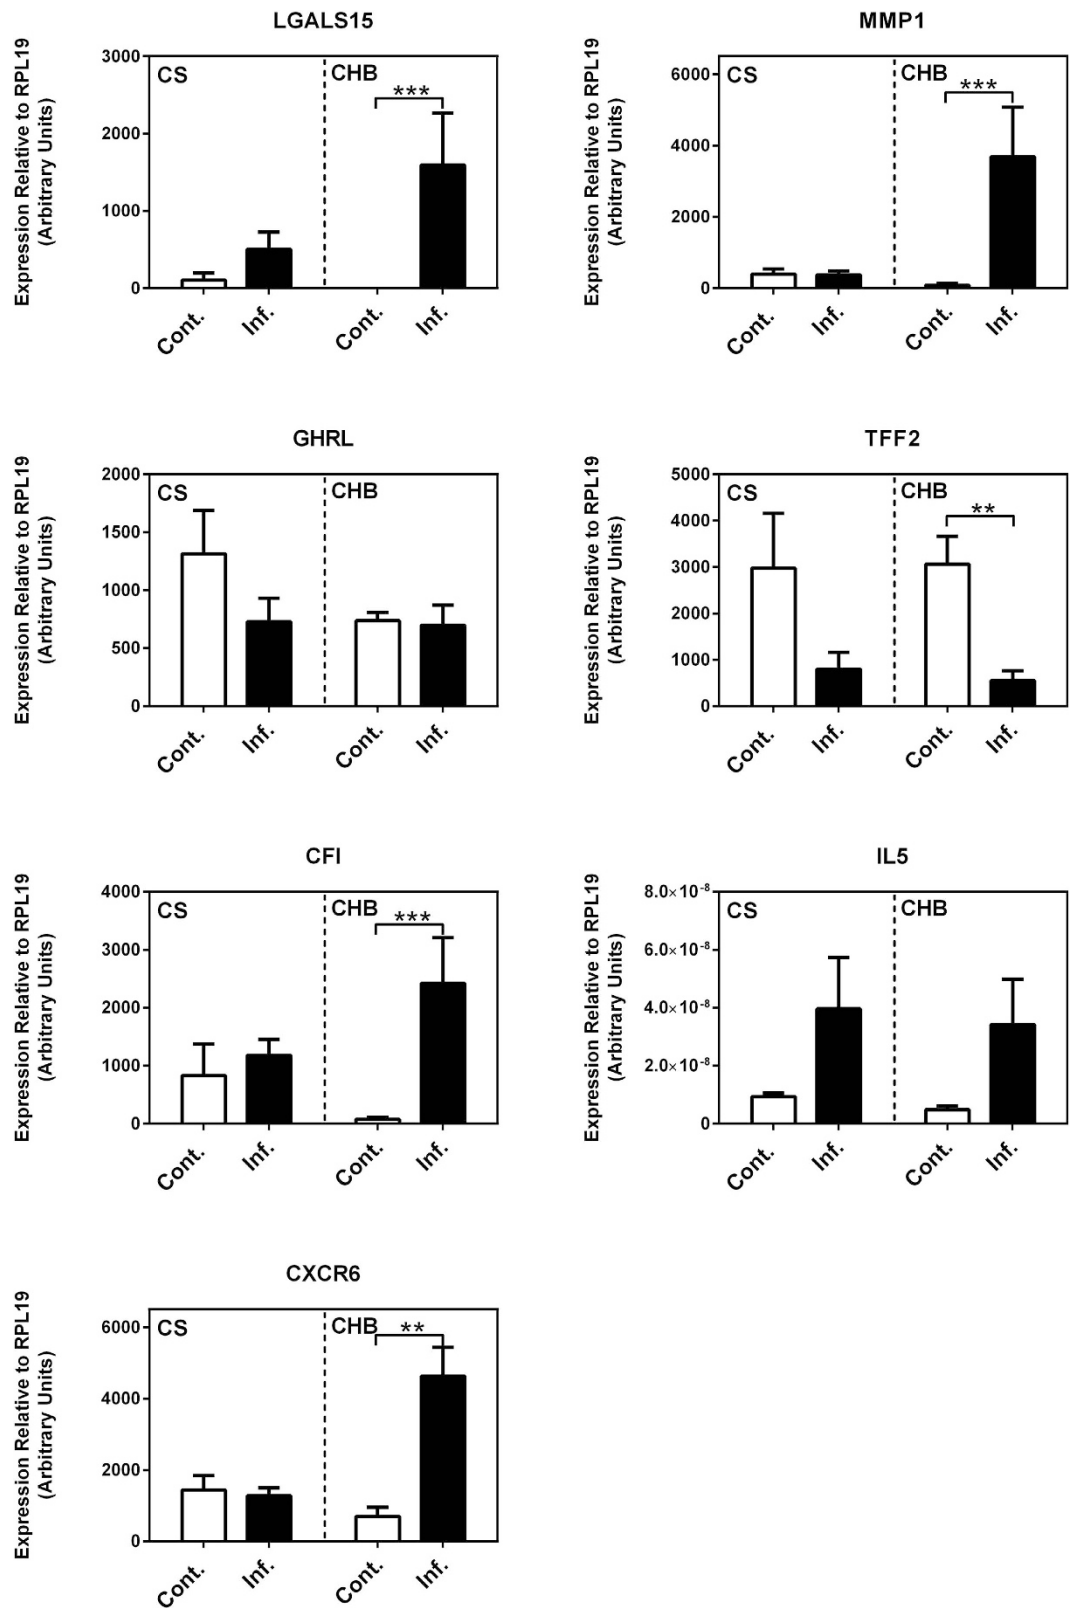 LGALS15
Expression Relative to RPL19
(Arbitrary Units)
3000
2000
1000
0
CS
CHB
***
Cont.
Inf.
Cont.
Inf.
MMP1
Expression Relative to RPL19
(Arbitrary Units)
6000
4000
2000
0
CS
CHB
***
Cont.
Inf.
Cont.
Inf.
GHRL
Expression Relative to RPL19
(Arbitrary Units)
2000
1500
1000
500
0
CS
CHB
Cont.
Inf.
Cont.
Inf.
TFF2
Expression Relative to RPL19
(Arbitrary Units)
5000
4000
3000
2000
1000
0
CS
CHB
**
Cont.
Inf.
Cont.
Inf.
CFI
Expression Relative to RPL19
(Arbitrary Units)
4000
3000
2000
1000
0
CS
CHB
***
Cont.
Inf.
Cont.
Inf.
IL5
Expression Relative to RPL19
(Arbitrary Units)
8.0×10⁻⁸
6.0×10⁻⁸
4.0×10⁻⁸
2.0×10⁻⁸
0
CS
CHB
Cont.
Inf.
Cont.
Inf.
CXCR6
Expression Relative to RPL19
(Arbitrary Units)
6000
4000
2000
0
CS
CHB
**
Cont.
Inf.
Cont.
Inf.